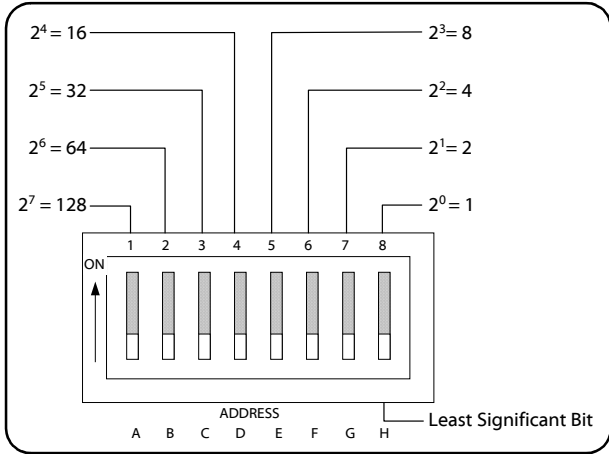 2⁴ = 16
2³= 8
2⁵ = 32
2²= 4
2⁶ = 64
2¹= 2
2⁷ = 128
2⁰ = 1
1 2 3 4 5 6 7 8
ON
ADDRESS
A B C D E F G H
Least Significant Bit